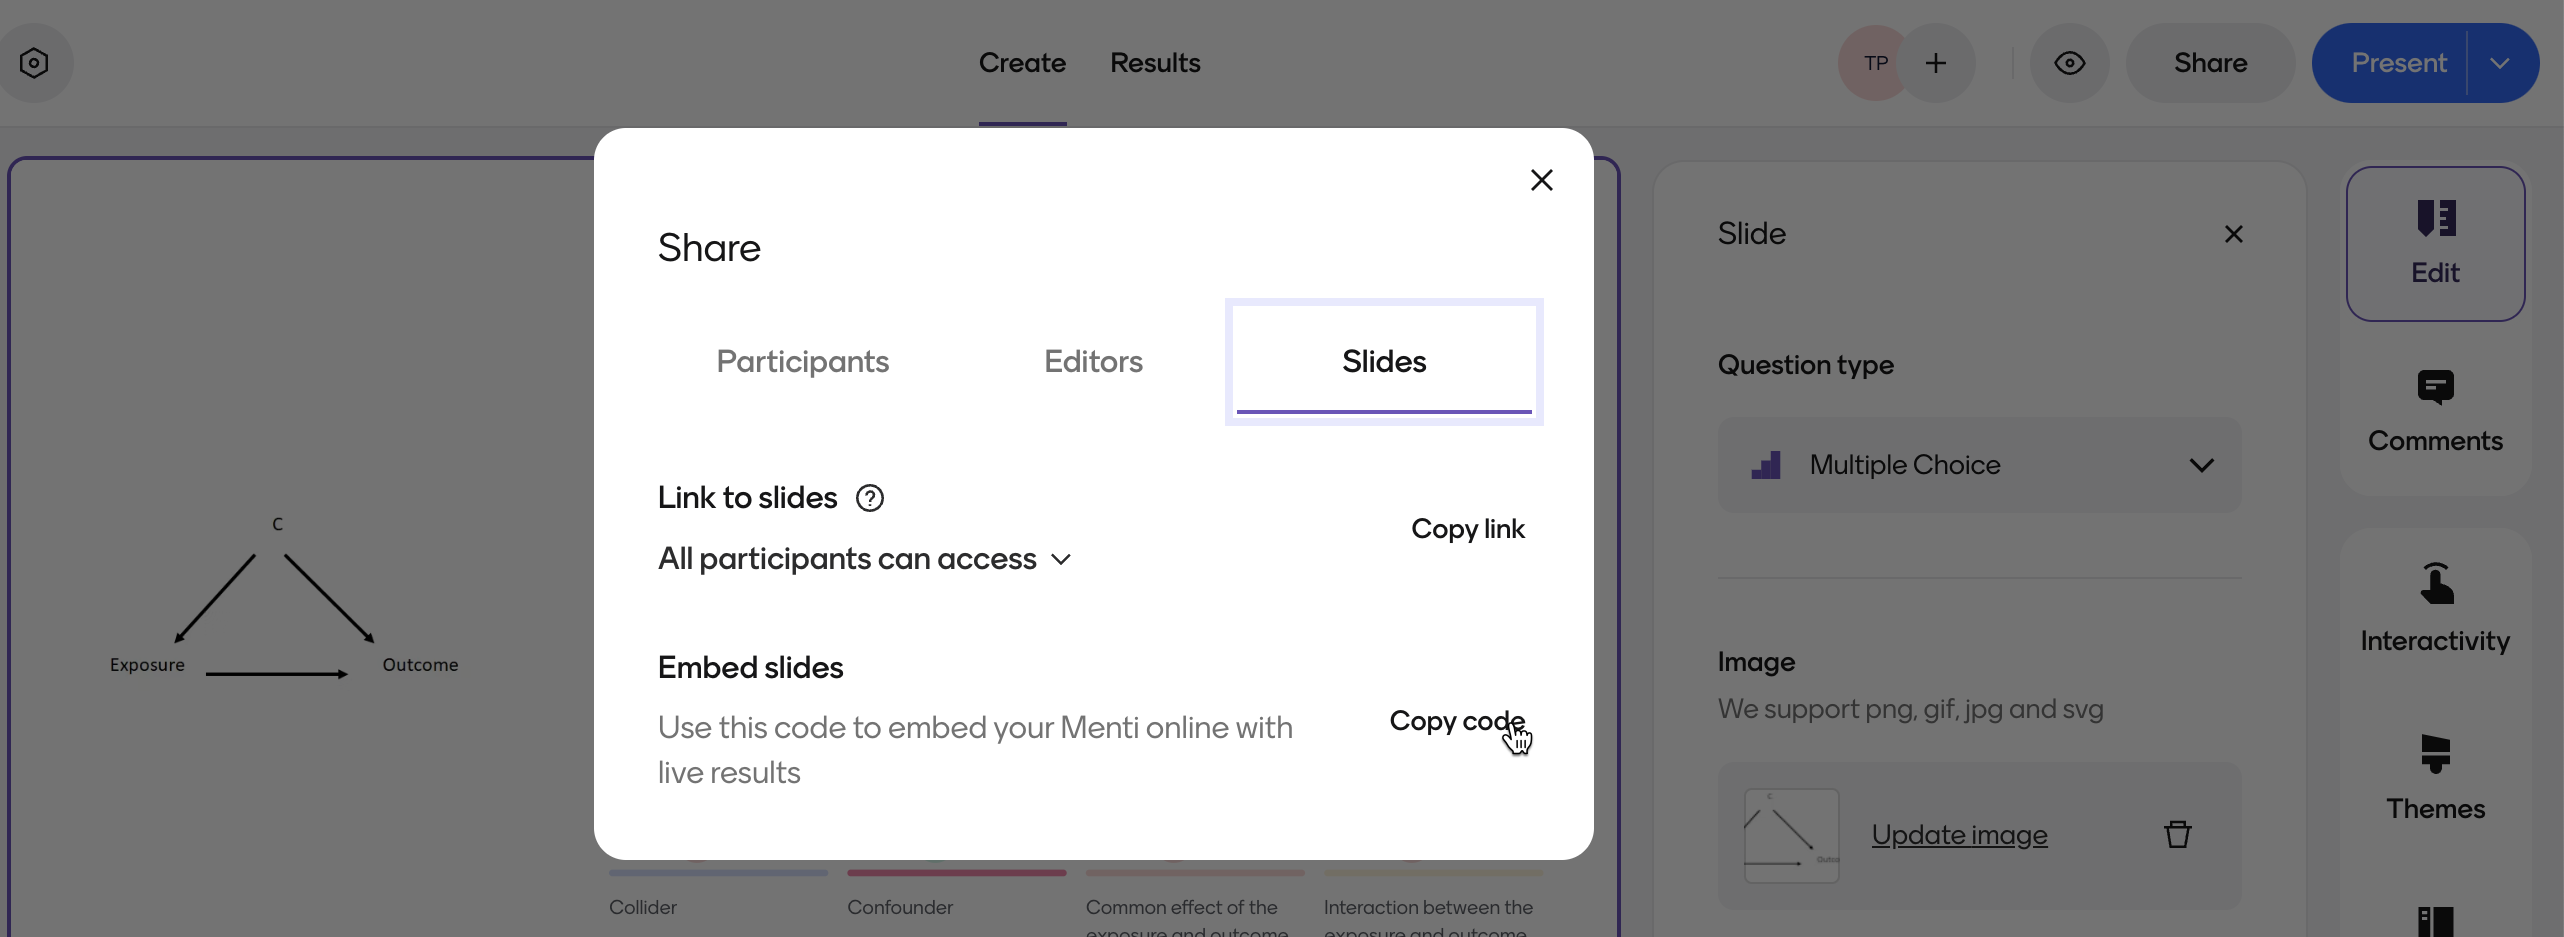 Create Results
TP
Share
Present
Share
Participants Editors Slides
Link to slides
Copy link
All participants can access
Embed slides
Use this code to embed your Menti online with
live results
Copy code
C
Exposure
Outcome
Collider
Confounder
Common effect of the
exposure and outcome
Interaction between the
exposure and outcome
Slide
Question type
Multiple Choice
Image
We support png, gif, jpg and svg
C
Update image
Edit
Comments
Interactivity
Themes